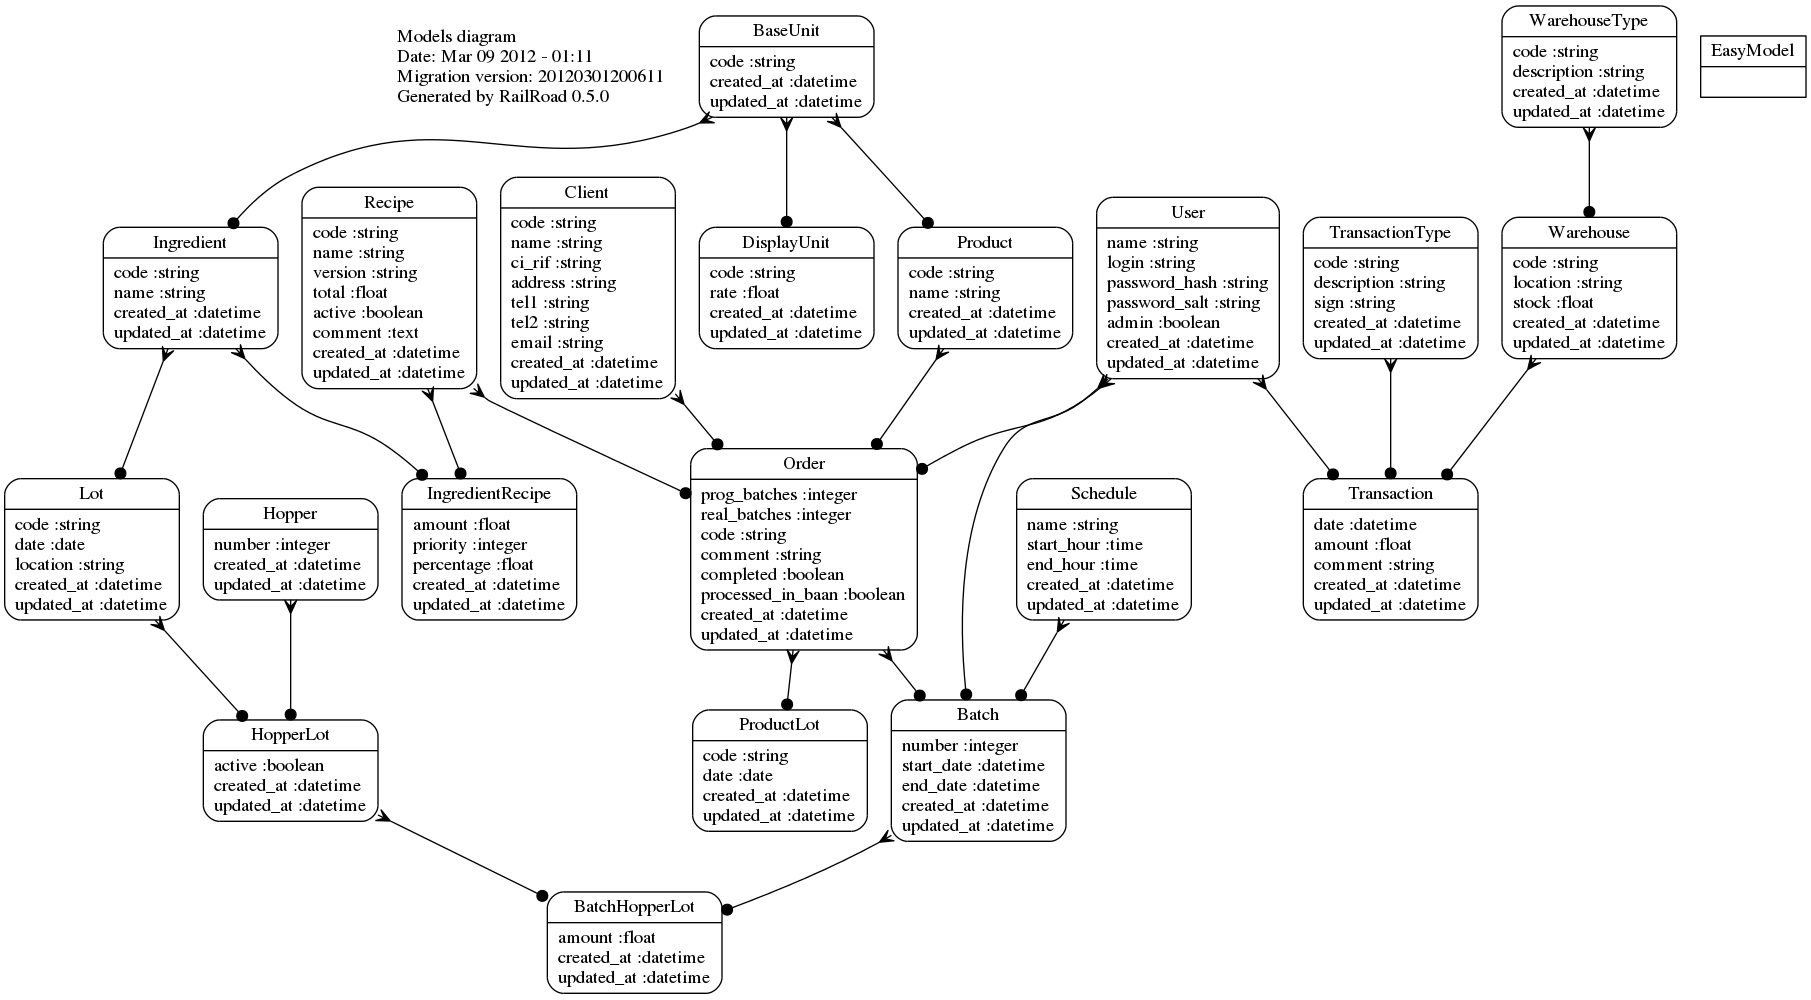 Models diagram
Date: Mar 09 2012 - 01:11
Migration version: 20120301200611
Generated by RailRoad 0.5.0
BaseUnit
code :string
created_at :datetime
updated_at :datetime
WarehouseType
code :string
description :string
created_at :datetime
updated_at :datetime
EasyModel
Ingredient
code :string
name :string
created_at :datetime
updated_at :datetime
Recipe
code :string
name :string
version :string
total :float
active :boolean
comment :text
created_at :datetime
updated_at :datetime
Client
code :string
name :string
ci_rif :string
address :string
tel1 :string
tel2 :string
email :string
created_at :datetime
updated_at :datetime
DisplayUnit
code :string
rate :float
created_at :datetime
updated_at :datetime
Product
code :string
name :string
created_at :datetime
updated_at :datetime
User
name :string
login :string
password_hash :string
password_salt :string
admin :boolean
created_at :datetime
updated_at :datetime
TransactionType
code :string
description :string
sign :string
created_at :datetime
updated_at :datetime
Warehouse
code :string
location :string
stock :float
created_at :datetime
updated_at :datetime
Lot
code :string
date :date
location :string
created_at :datetime
updated_at :datetime
Hopper
number :integer
created_at :datetime
updated_at :datetime
IngredientRecipe
amount :float
priority :integer
percentage :float
created_at :datetime
updated_at :datetime
Order
prog_batches :integer
real_batches :integer
code :string
comment :string
completed :boolean
processed_in_baan :boolean
created_at :datetime
updated_at :datetime
Schedule
name :string
start_hour :time
end_hour :time
created_at :datetime
updated_at :datetime
Transaction
date :datetime
amount :float
comment :string
created_at :datetime
updated_at :datetime
HopperLot
active :boolean
created_at :datetime
updated_at :datetime
ProductLot
code :string
date :date
created_at :datetime
updated_at :datetime
Batch
number :integer
start_date :datetime
end_date :datetime
created_at :datetime
updated_at :datetime
BatchHopperLot
amount :float
created_at :datetime
updated_at :datetime